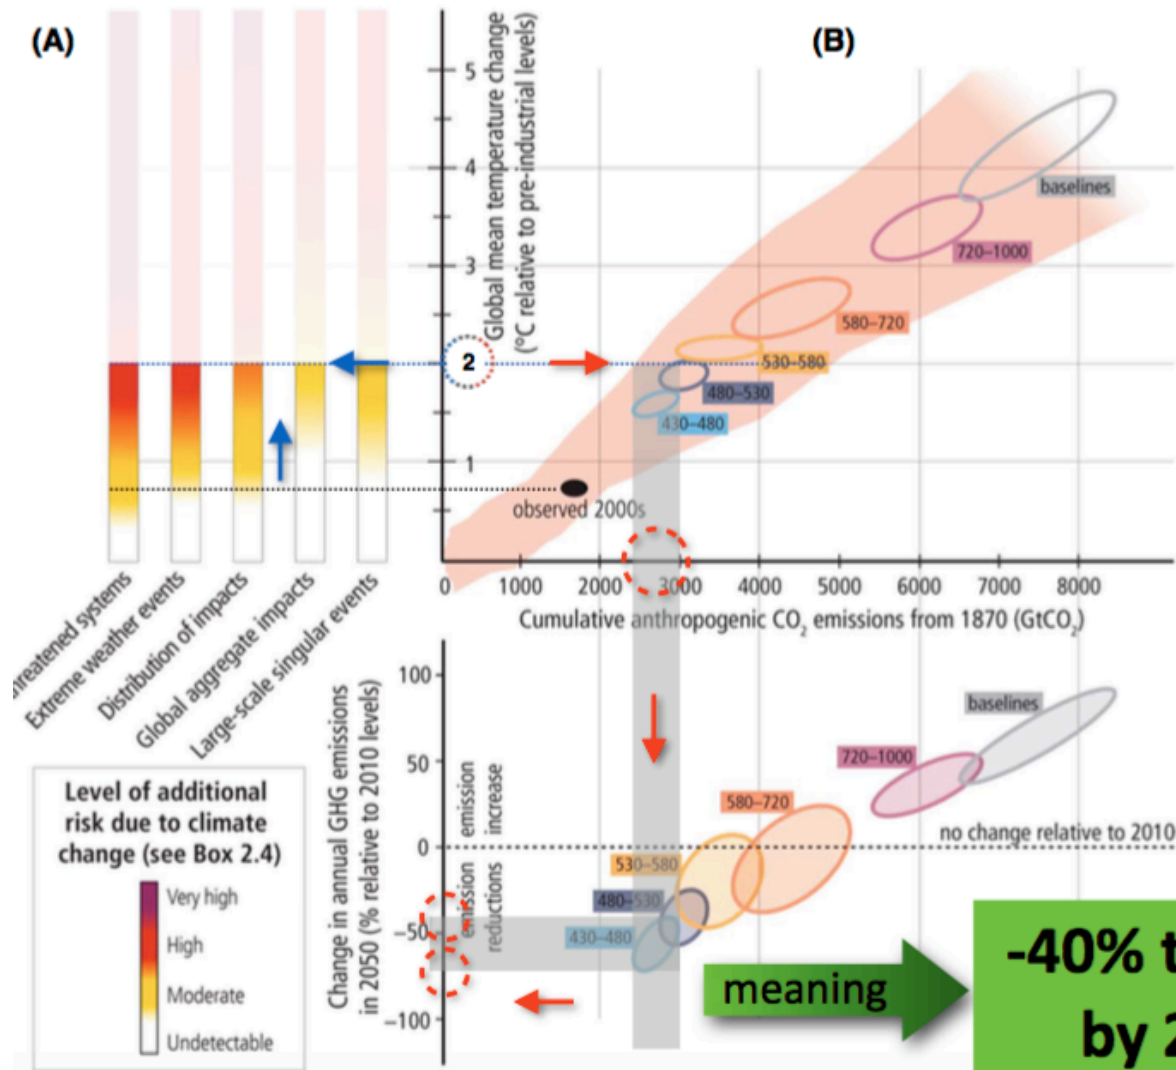 (A)
(B)
Global mean temperature change
(°C relative to pre-industrial levels)
5
4
3
2
1
baselines
720–1000
580–720
530–580
480–530
430–480
observed 2000s
0
1000
2000
3000
4000
5000
6000
7000
8000
Cumulative anthropogenic CO₂ emissions from 1870 (GtCO₂)
hreatened systems
Extreme weather events
Distribution of impacts
Global aggregate impacts
Large-scale singular events
Level of additional
risk due to climate
change (see Box 2.4)
Very high
High
Moderate
Undetectable
Change in annual GHG emissions
in 2050 (% relative to 2010 levels)
100
50
0
−50
−100
emission
increase
emission
reductions
baselines
720–1000
580–720
no change relative to 2010
530–580
480–530
430–480
meaning
-40% t
by 2